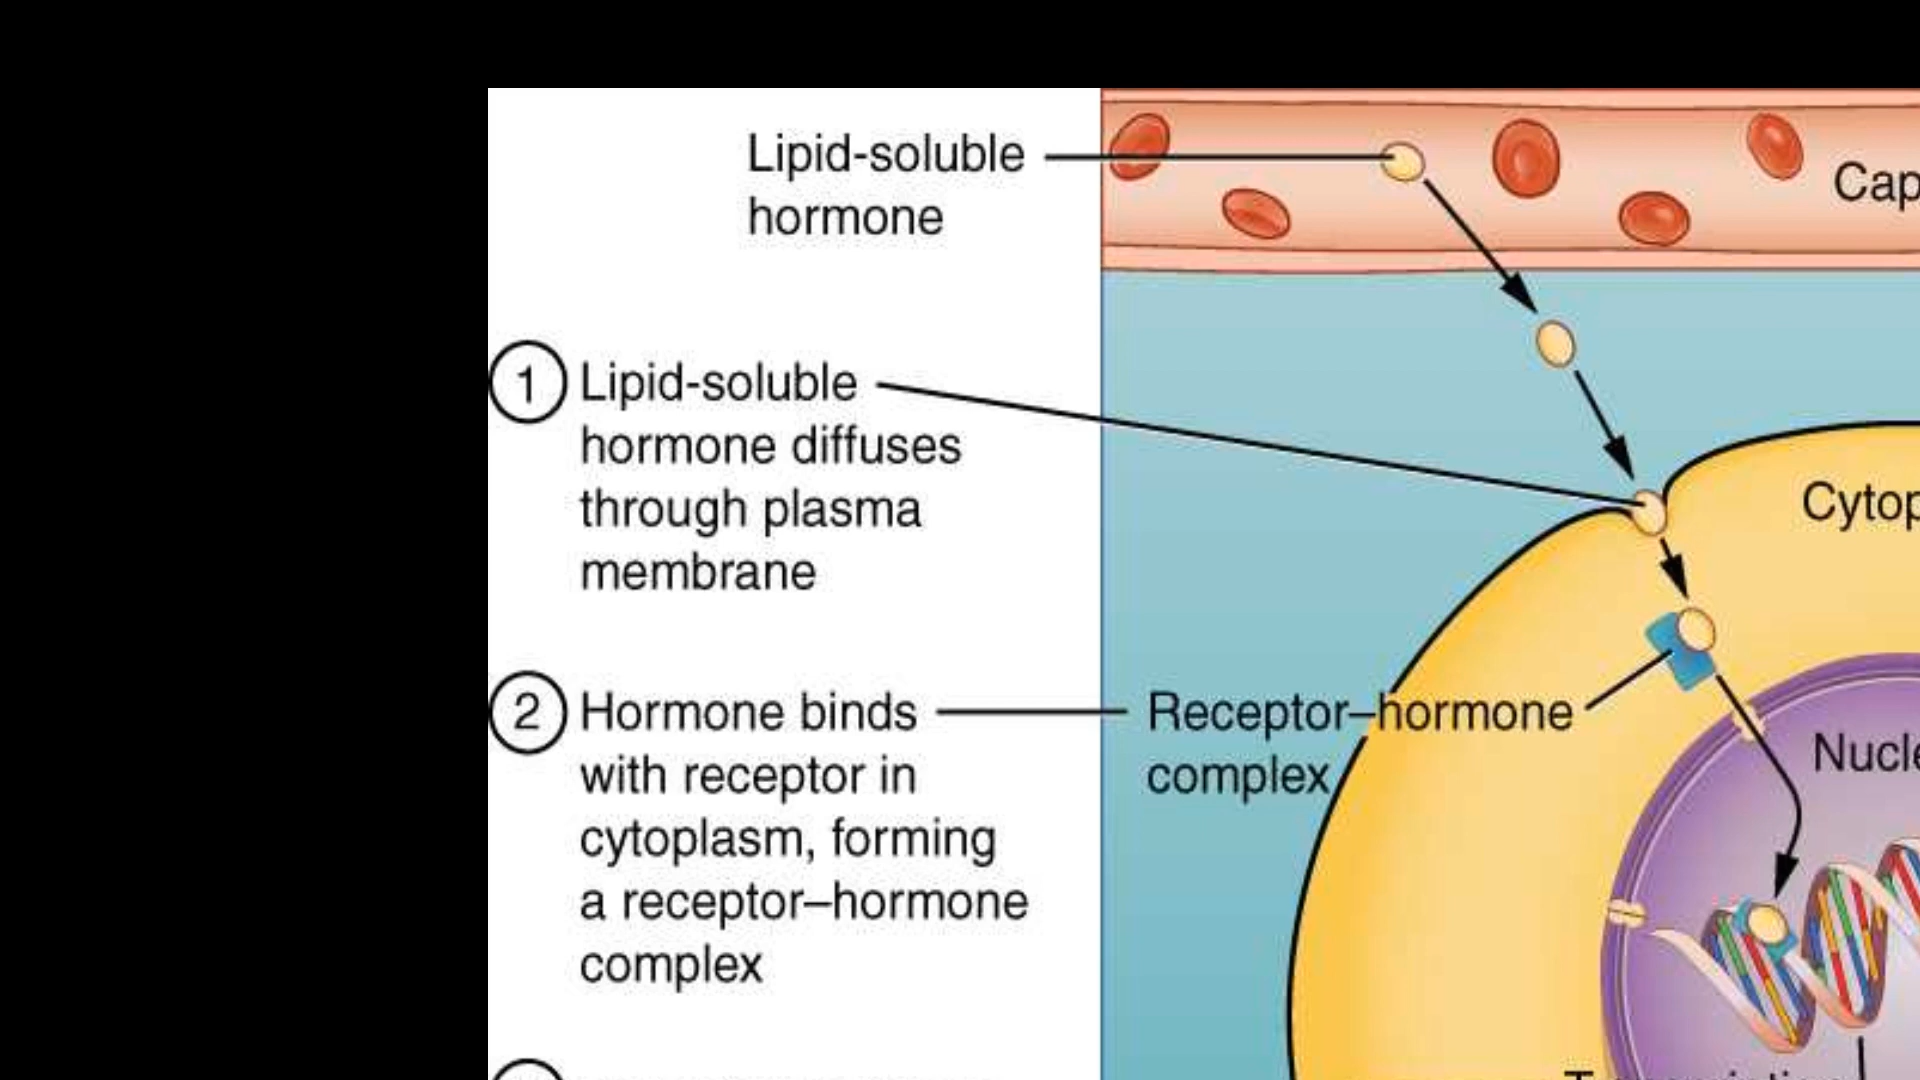 Lipid-soluble
hormone
Cap
1 Lipid-soluble
hormone diffuses
through plasma
membrane
Cytop
2 Hormone binds
with receptor in
cytoplasm, forming
a receptor–hormone
complex
Receptor–hormone
complex
Nucle